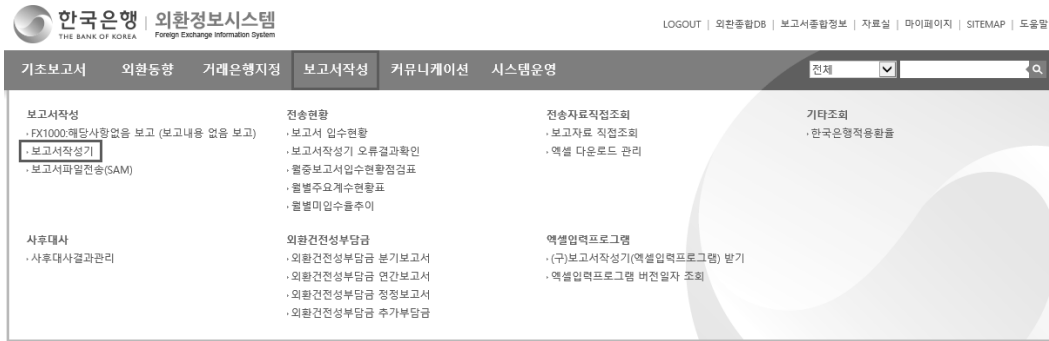 한국은행 | 외환정보시스템
THE BANK OF KOREA Foreign Exchange Information System
LOGOUT | 외환종합DB | 보고서종합정보 | 자료실 | 마이페이지 | SITEMAP | 도움말
기초보고서 외환동향 거래은행지정 보고서작성 커뮤니케이션 시스템운영 전체
보고서작성
· FX1000:해당사항없음 보고 (보고내용 없음 보고)
· 보고서작성기
· 보고서파일전송(SAM)
전송현황
· 보고서 입수현황
· 보고서작성기 오류결과확인
· 월중보고서입수현황점검표
· 월별주요계수현황표
· 월별미입수율추이
전송자료직접조회
· 보고자료 직접조회
· 엑셀 다운로드 관리
기타조회
· 한국은행적용환율
사후대사
· 사후대사결과관리
외환건전성부담금
· 외환건전성부담금 분기보고서
· 외환건전성부담금 연간보고서
· 외환건전성부담금 정정보고서
· 외환건전성부담금 추가부담금
엑셀입력프로그램
· (구)보고서작성기(엑셀입력프로그램) 받기
· 엑셀입력프로그램 버전일자 조회